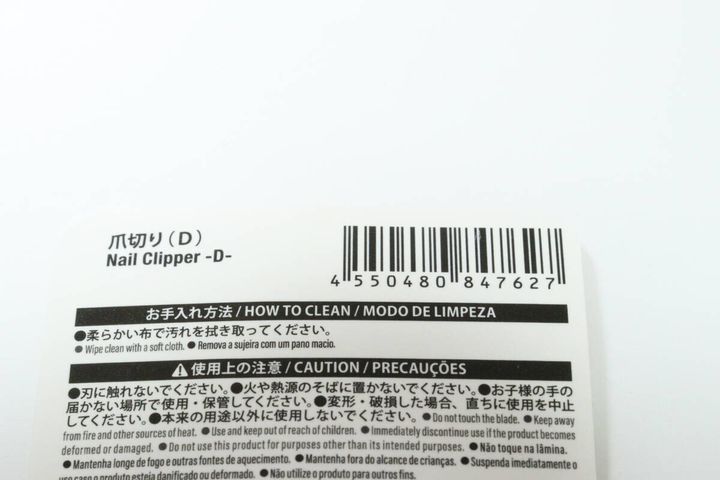 爪切り（D）
Nail Clipper -D-
4 550480 847627
お手入れ方法 / HOW TO CLEAN / MODO DE LIMPEZA
●柔らかい布で汚れを拭き取ってください。
● Wipe clean with a soft cloth. ● Remova a sujeira com um pano macio.
⚠使用上の注意 / CAUTION / PRECAUÇÕES
●刃に触れないでください。●火や熱源のそばに置かないでください。●お子様の手の
届かない場所で使用・保管してください。●変形・破損した場合、直ちに使用を中止
してください。●本来の用途以外に使用しないでください。● Do not touch the blade. ● Keep away
from fire and other sources of heat. ● Use and keep out of reach of children. ● Immediately discontinue use if the product becomes
deformed or damaged. ● Do not use this product for purposes other than its intended purposes. ● Não toque na lâmina.
● Mantenha longe de fogo e outras fontes de aquecimento. ● Mantenha fora do alcance de crianças. ● Suspenda imediatamente o
uso caso o produto esteja danificado ou deformado. ● Não utilize o produto para outros fins.